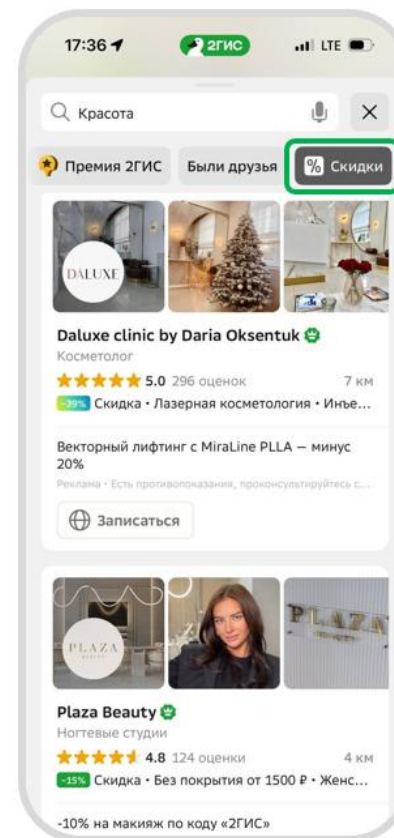 17:36
2ГИС
LTE
Красота
Премия 2ГИС
Были друзья
% Скидки
DALUXE
Daluxe clinic by Daria Oksentuk
Косметолог
5.0 296 оценок
7 км
-39% Скидка • Лазерная косметология • Инъе...
Векторный лифтинг с MiraLine PLLA — минус
20%
Реклама • Есть противопоказания, проконсультируйтесь с...
Записаться
PLAZA
BEAUTY
PLAZA
Plaza Beauty
Ногтевые студии
4.8 124 оценки
4 км
-15% Скидка • Без покрытия от 1500 ₽ • Женс...
-10% на макияж по коду «2ГИС»